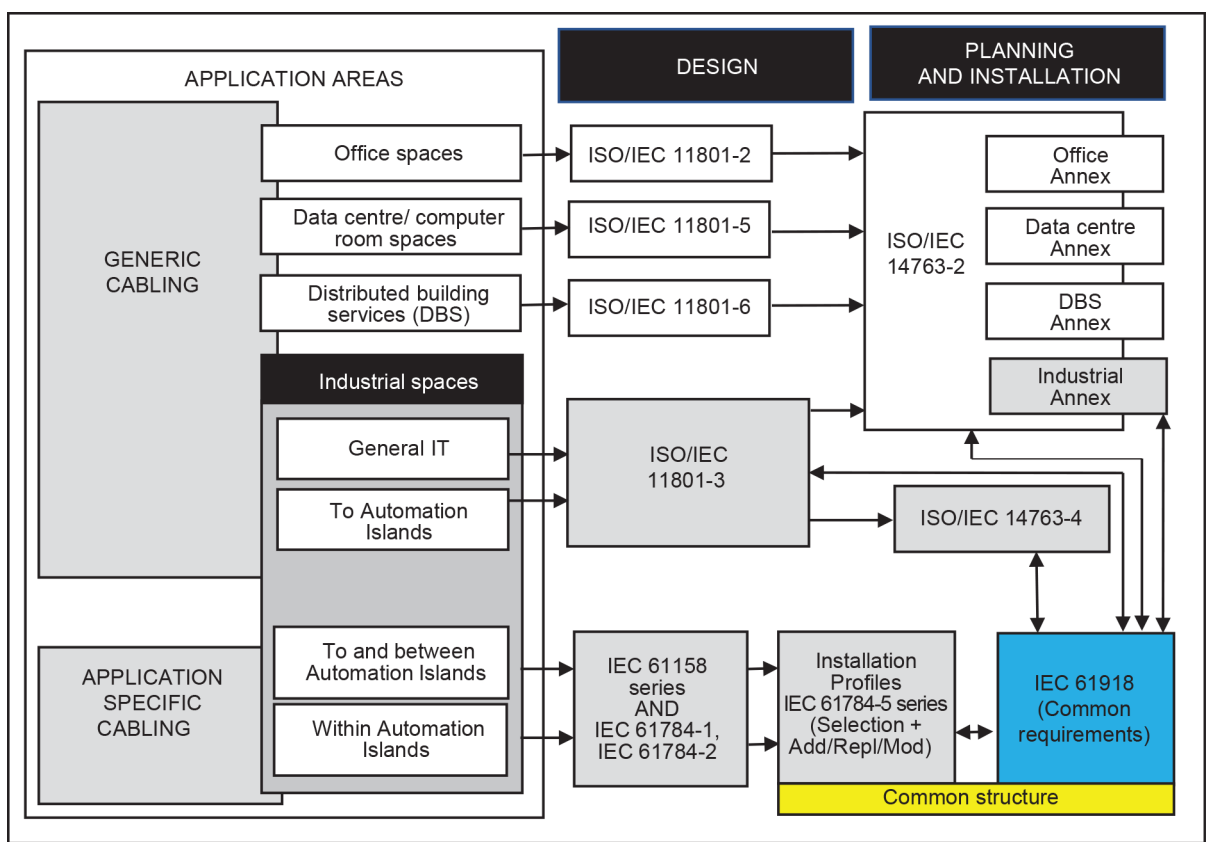 APPLICATION AREAS
DESIGN
PLANNING
AND INSTALLATION
GENERIC
CABLING
Office spaces
ISO/IEC 11801-2
Data centre/ computer
room spaces
ISO/IEC 11801-5
Distributed building
services (DBS)
ISO/IEC 11801-6
ISO/IEC
14763-2
Office
Annex
Data centre
Annex
DBS
Annex
Industrial
Annex
Industrial spaces
General IT
To Automation
Islands
ISO/IEC
11801-3
ISO/IEC 14763-4
APPLICATION
SPECIFIC
CABLING
To and between
Automation Islands
Within Automation
Islands
IEC 61158
series
AND
IEC 61784-1,
IEC 61784-2
Installation
Profiles
IEC 61784-5 series
(Selection +
Add/Repl/Mod)
IEC 61918
(Common
requirements)
Common structure